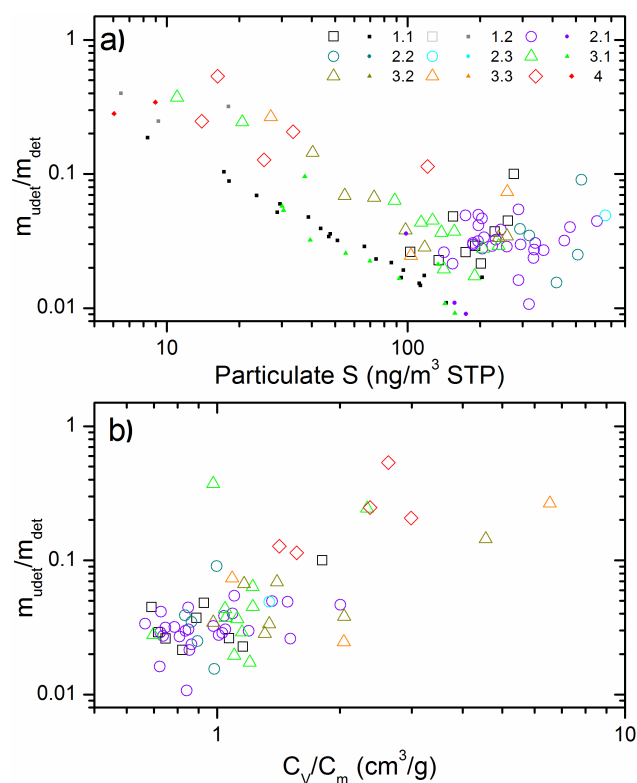 a)
1.1 1.2 2.1
2.2 2.3 3.1
3.2 3.3 4
1
0.1
0.01
m_udet/m_det
10 100
Particulate S (ng/m³ STP)
b)
1
0.1
0.01
m_udet/m_det
1 10
C_V/C_m (cm³/g)